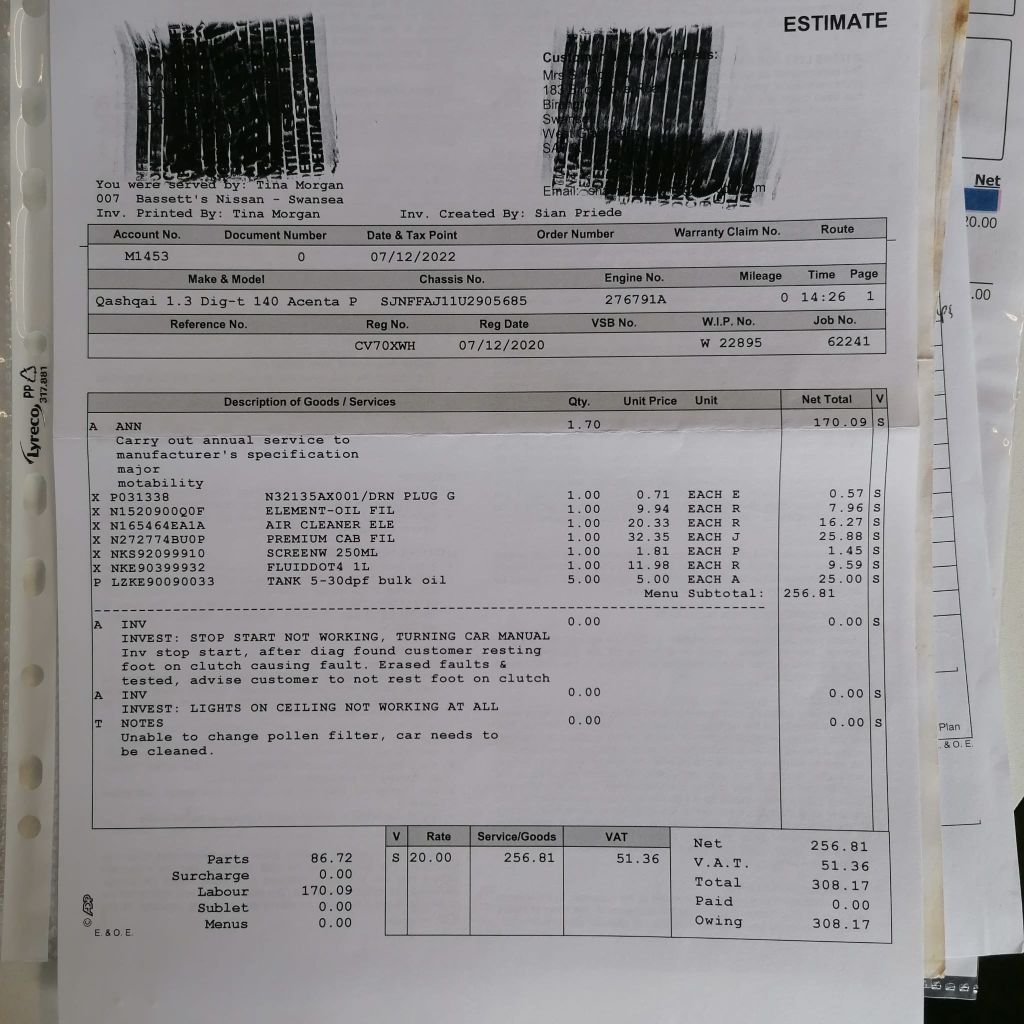 ESTIMATE
You were served by: Tina Morgan
007 Bassett's Nissan - Swansea
Inv. Printed By: Tina Morgan Inv. Created By: Sian Priede
Email:
Account No. Document Number Date & Tax Point Order Number Warranty Claim No. Route
M1453 0 07/12/2022
Make & Model Chassis No. Engine No. Mileage Time Page
Qashqai 1.3 Dig-t 140 Acenta P SJNFFAJ11U2905685 276791A 0 14:26 1
Reference No. Reg No. Reg Date VSB No. W.I.P. No. Job No.
CV70XWH 07/12/2020 W 22895 62241
Description of Goods / Services Qty. Unit Price Unit Net Total V
A ANN 1.70 170.09 S
Carry out annual service to
manufacturer's specification
major
motability
X P031338 N32135AX001/DRN PLUG G 1.00 0.71 EACH E 0.57 S
X N1520900Q0F ELEMENT-OIL FIL 1.00 9.94 EACH R 7.96 S
X N165464EA1A AIR CLEANER ELE 1.00 20.33 EACH R 16.27 S
X N272774BU0P PREMIUM CAB FIL 1.00 32.35 EACH J 25.88 S
X NKS92099910 SCREENW 250ML 1.00 1.81 EACH P 1.45 S
X NKE90399932 FLUIDDOT4 1L 1.00 11.98 EACH R 9.59 S
P LZKE90090033 TANK 5-30dpf bulk oil 5.00 5.00 EACH A 25.00 S
Menu Subtotal: 256.81
A INV 0.00 0.00 S
INVEST: STOP START NOT WORKING, TURNING CAR MANUAL
Inv stop start, after diag found customer resting
foot on clutch causing fault. Erased faults &
tested, advise customer to not rest foot on clutch
A INV 0.00 0.00 S
INVEST: LIGHTS ON CEILING NOT WORKING AT ALL
T NOTES 0.00 0.00 S
Unable to change pollen filter, car needs to
be cleaned.
V Rate Service/Goods VAT
S 20.00 256.81 51.36
Parts 86.72
Surcharge 0.00
Labour 170.09
Sublet 0.00
Menus 0.00
Net 256.81
V.A.T. 51.36
Total 308.17
Paid 0.00
Owing 308.17
© ADP
E. & O. E.
Lyreco PP
317.881
Net
20.00
.00
Plan
. & O. E.